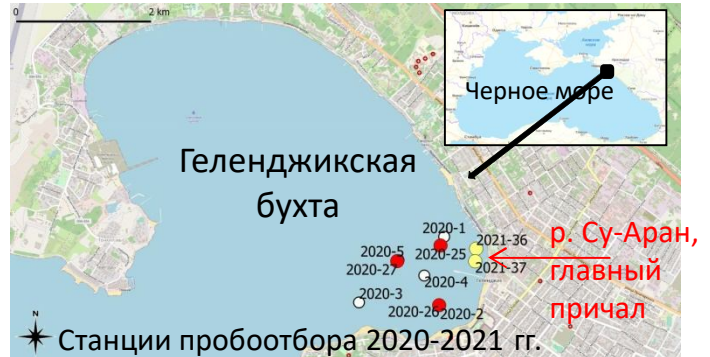 0
2 km
Черное море
Геленджикская
бухта
2020-1
2021-36
2020-5
2020-25
2020-27
2021-37
2020-4
2020-3
2020-26
2020-2
р. Су-Аран,
главный
причал
N
Станции пробоотбора 2020-2021 гг.